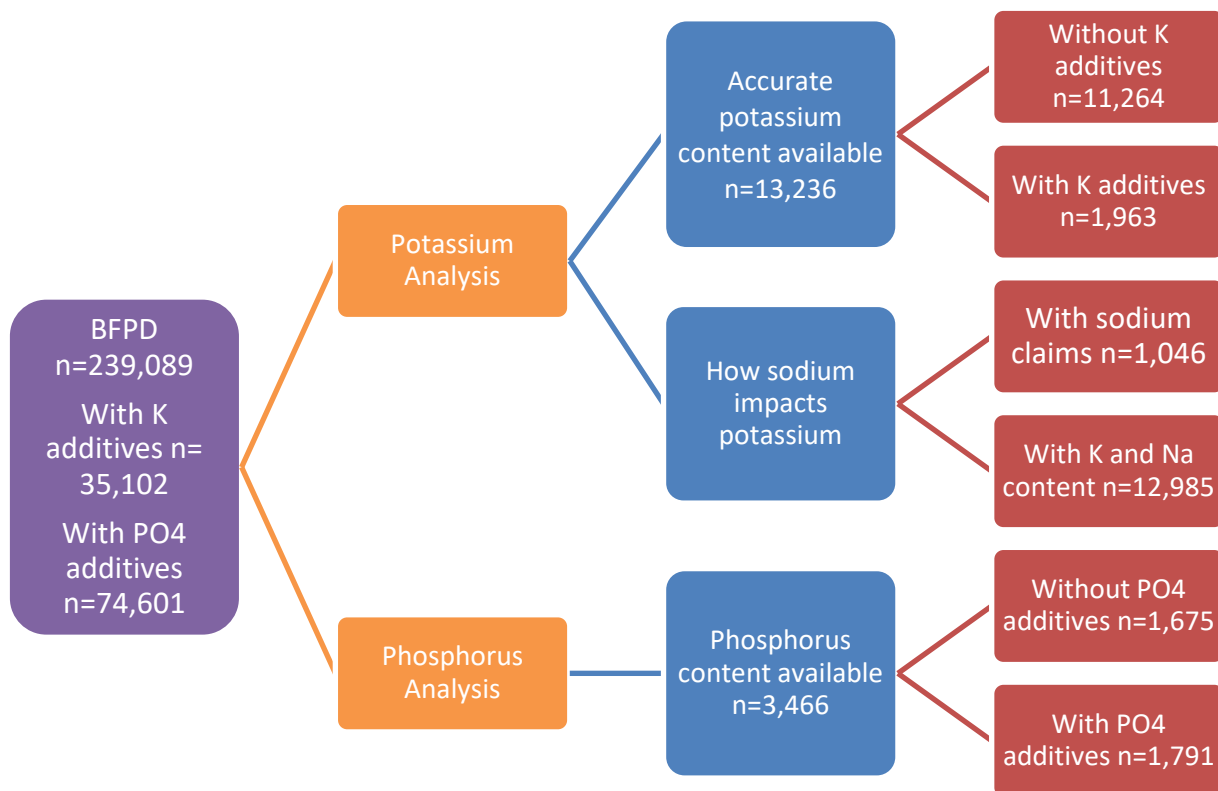 BFPD
n=239,089
With K
additives n=
35,102
With PO4
additives
n=74,601
Potassium
Analysis
Phosphorus
Analysis
Accurate
potassium
content available
n=13,236
How sodium
impacts
potassium
Phosphorus
content available
n=3,466
Without K
additives
n=11,264
With K additives
n=1,963
With sodium
claims n=1,046
With K and Na
content n=12,985
Without PO4
additives n=1,675
With PO4
additives n=1,791